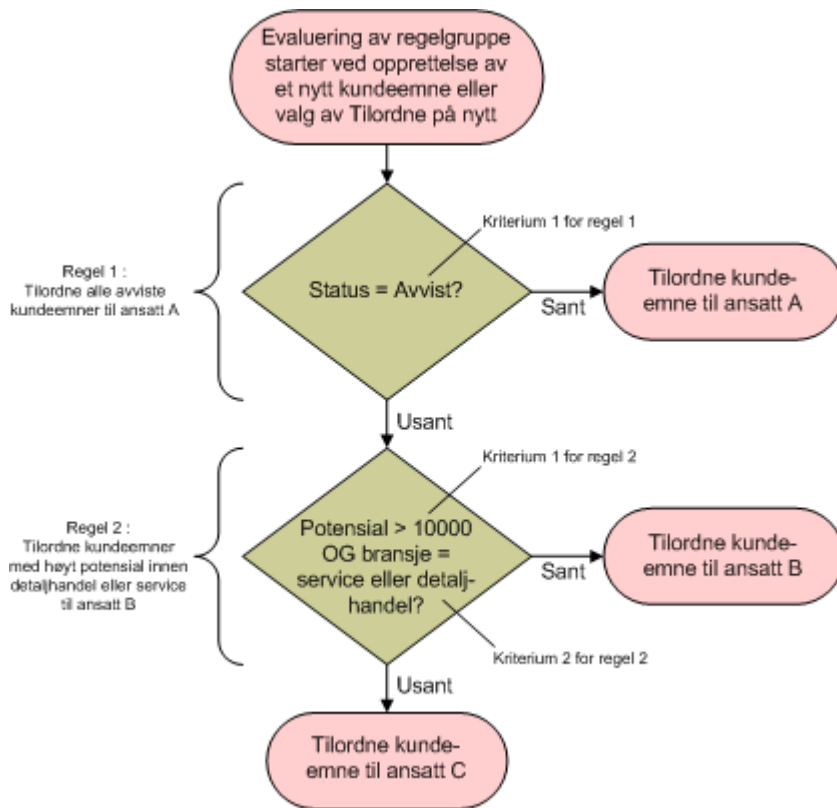 Evaluering av regelgruppe
starter ved opprettelse av
et nytt kundeemne eller
valg av Tilordne på nytt
Kriterium 1 for regel 1
Regel 1 :
Tilordne alle avviste
kundeemner til ansatt A
Status = Avvist?
Sant
Tilordne kunde-
emne til ansatt A
Usant
Kriterium 1 for regel 2
Regel 2 :
Tilordne kundeemner
med høyt potensial innen
detaljhandel eller service
til ansatt B
Potensial > 10000
OG bransje =
service eller detalj-
handel?
Sant
Tilordne kunde-
emne til ansatt B
Kriterium 2 for regel 2
Usant
Tilordne kunde-
emne til ansatt C